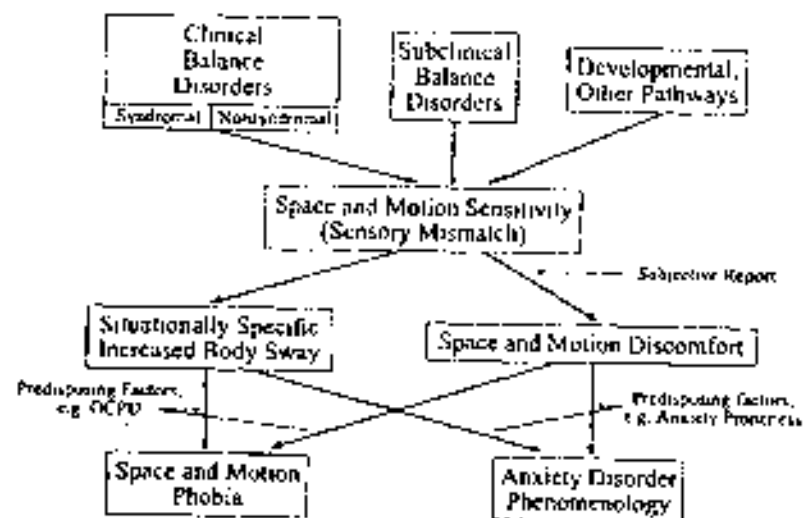 Clinical
Balance
Disorders
Syndromal Nonsyndromal
Subclinical
Balance
Disorders
Developmental,
Other Pathways
Space and Motion Sensitivity
(Sensory Mismatch)
Subjective Report
Situationally Specific
Increased Body Sway
Space and Motion Discomfort
Predisposing Factors,
e.g. OCPD
Predisposing Factors,
e.g. Anxiety Proneness
Space and Motion
Phobia
Anxiety Disorder
Phenomenology